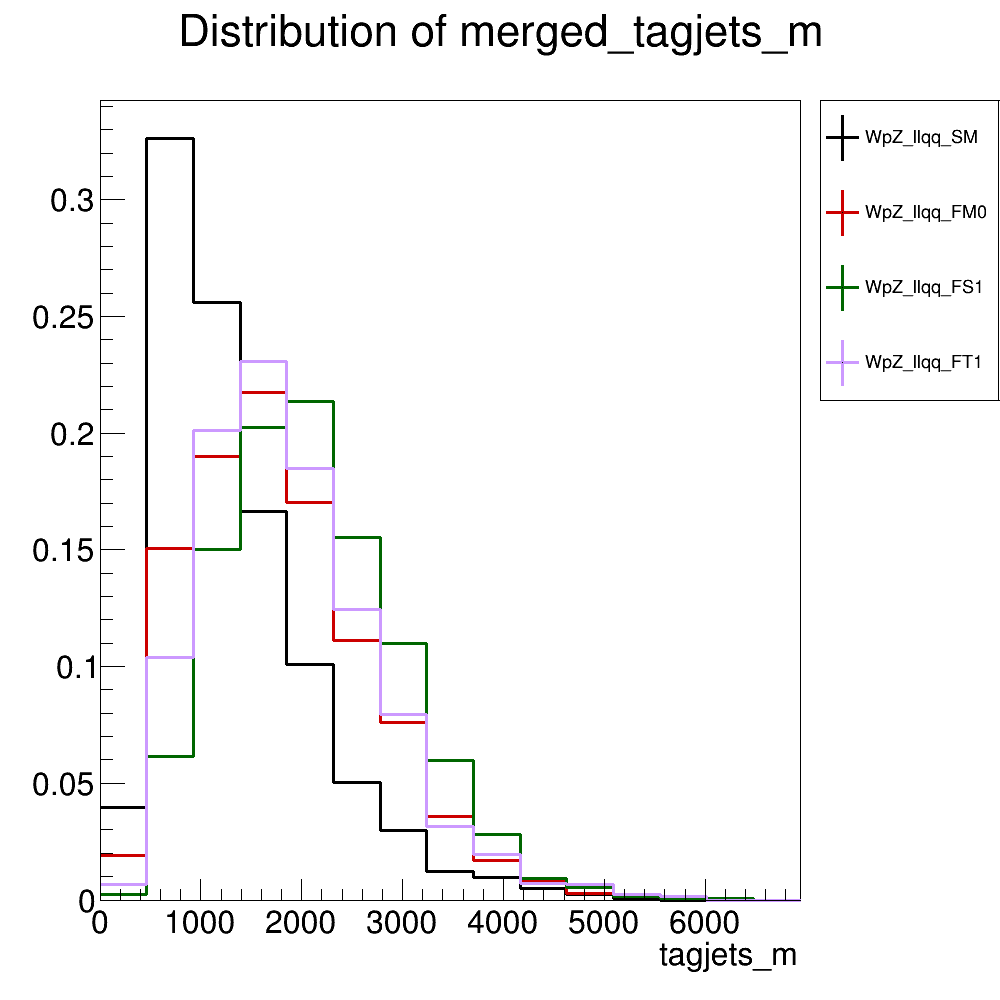 Distribution of merged_tagjets_m
WpZ_llqq_SM
WpZ_llqq_FM0
WpZ_llqq_FS1
WpZ_llqq_FT1
0.3
0.25
0.2
0.15
0.1
0.05
0
0 1000 2000 3000 4000 5000 6000
tagjets_m